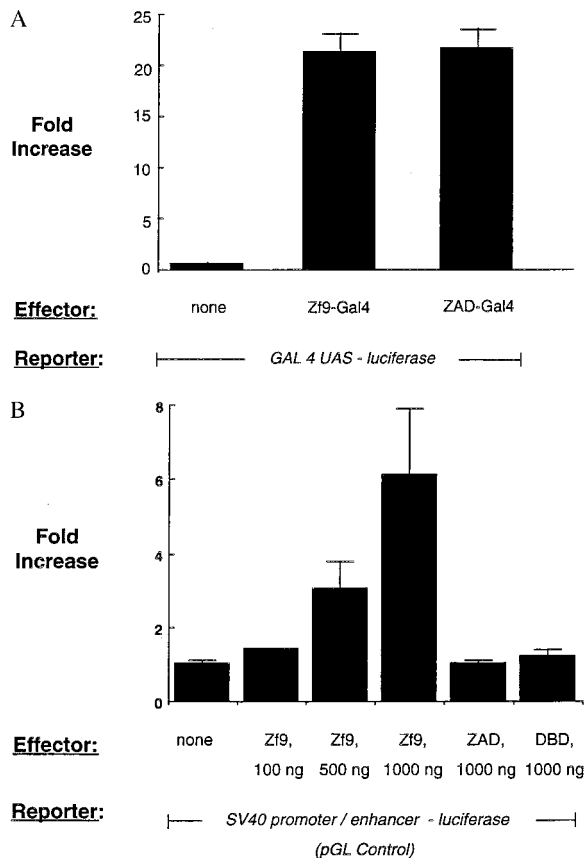 A
25
20
Fold
Increase
15
10
5
0
Effector: none Zf9-Gal4 ZAD-Gal4
Reporter: GAL 4 UAS - luciferase
B
8
6
Fold
Increase
4
2
0
Effector: none Zf9, Zf9, Zf9, ZAD, DBD,
100 ng 500 ng 1000 ng 1000 ng 1000 ng
Reporter: SV40 promoter / enhancer - luciferase
(pGL Control)